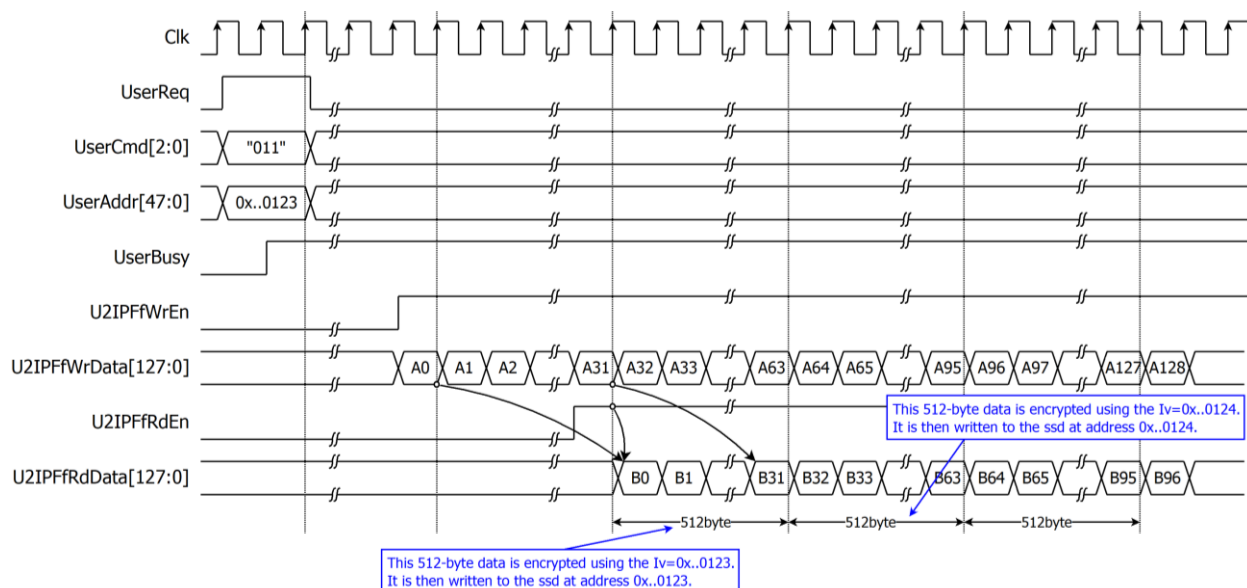 Clk
UserReq
UserCmd[2:0]
"011"
UserAddr[47:0]
0x..0123
UserBusy
U2IPFfWrEn
U2IPFfWrData[127:0]
A0 A1 A2 A31 A32 A33 A63 A64 A65 A95 A96 A97 A127 A128
U2IPFfRdEn
This 512-byte data is encrypted using the Iv=0x..0124.
It is then written to the ssd at address 0x..0124.
U2IPFfRdData[127:0]
B0 B1 B31 B32 B33 B63 B64 B65 B95 B96
512byte 512byte 512byte
This 512-byte data is encrypted using the Iv=0x..0123.
It is then written to the ssd at address 0x..0123.